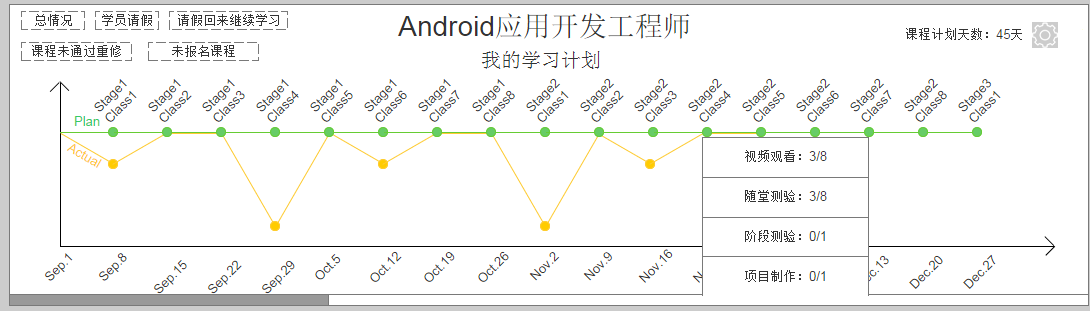 总情况 学员请假 请假回来继续学习
课程未通过重修 未报名课程
Android应用开发工程师
我的学习计划
课程计划天数：45天
Stage1 Class1
Stage1 Class2
Stage1 Class3
Stage1 Class4
Stage1 Class5
Stage1 Class6
Stage1 Class7
Stage1 Class8
Stage2 Class1
Stage2 Class2
Stage2 Class3
Stage2 Class4
Stage2 Class5
Stage2 Class6
Stage2 Class7
Stage2 Class8
Stage3 Class1
Plan
Actual
视频观看：3/8
随堂测验：3/8
阶段测验：0/1
项目制作：0/1
Sep.1
Sep.8
Sep.15
Sep.22
Sep.29
Oct.5
Oct.12
Oct.19
Oct.26
Nov.2
Nov.9
Nov.16
Dec.20
Dec.27